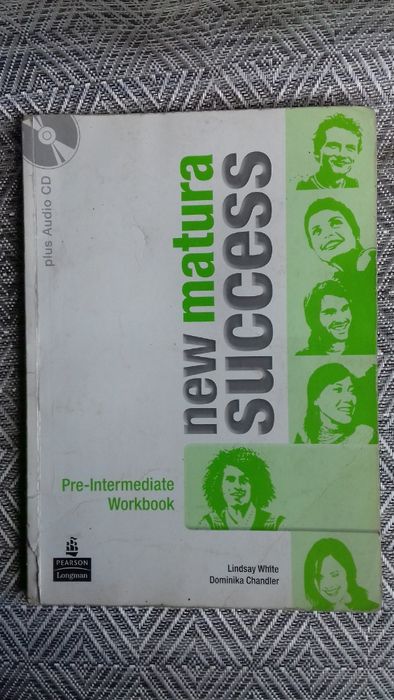 plus Audio CD
new matura
success
Pre-Intermediate
Workbook
Lindsay White
Dominika Chandler
PEARSON
Longman